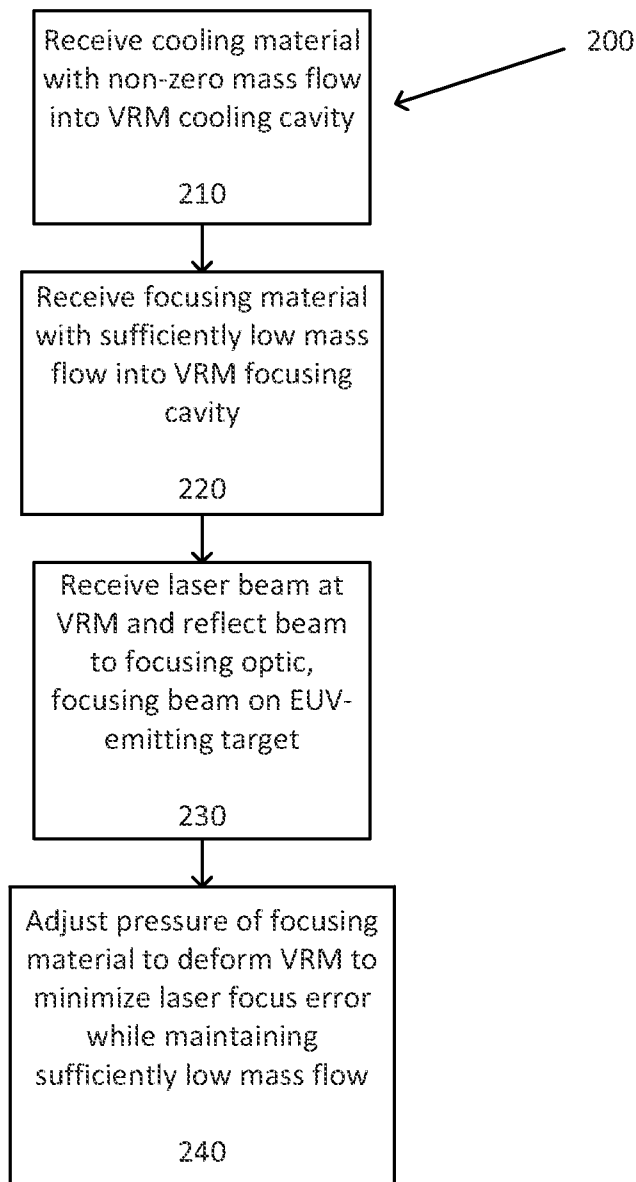 Receive cooling material
with non-zero mass flow
into VRM cooling cavity
210
200
Receive focusing material
with sufficiently low mass
flow into VRM focusing
cavity
220
Receive laser beam at
VRM and reflect beam
to focusing optic,
focusing beam on EUV-
emitting target
230
Adjust pressure of focusing
material to deform VRM to
minimize laser focus error
while maintaining
sufficiently low mass flow
240